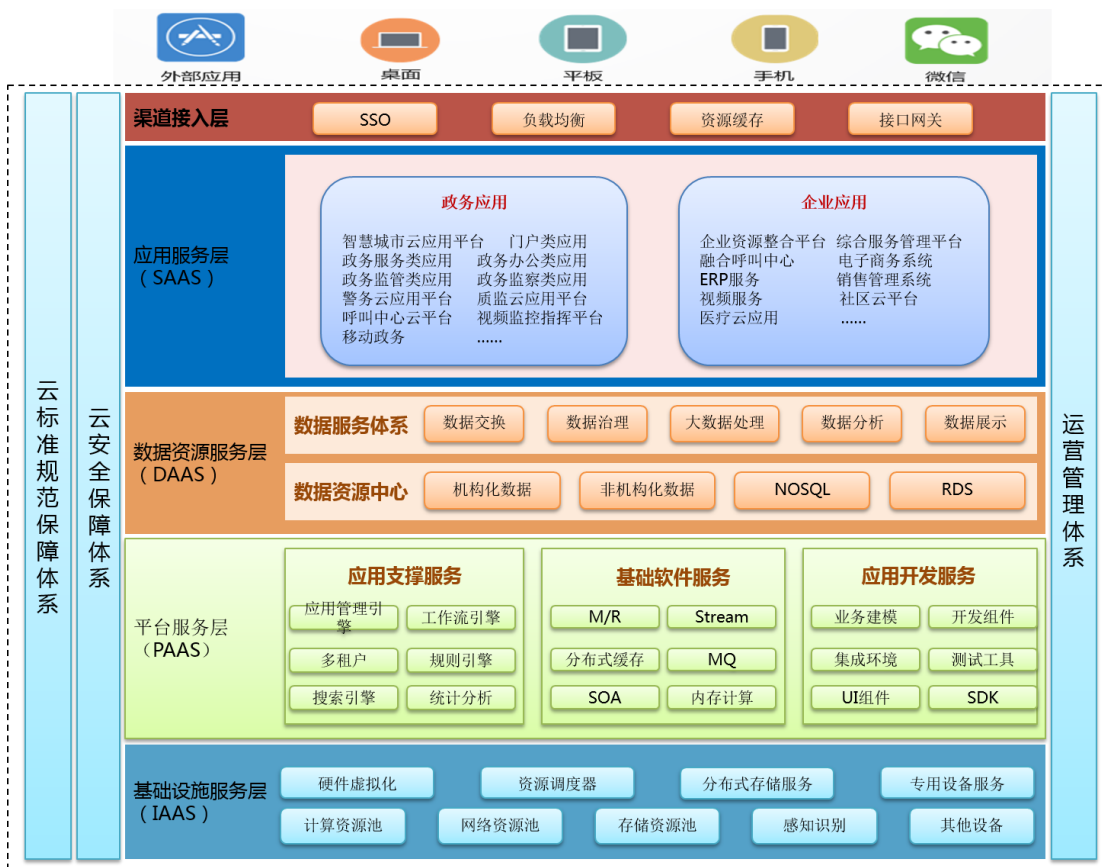 外部应用 桌面 平板 手机 微信
渠道接入层 SSO 负载均衡 资源缓存 接口网关
应用服务层
（SAAS）
政务应用
智慧城市云应用平台 门户类应用
政务服务类应用 政务办公类应用
政务监管类应用 政务监察类应用
警务云应用平台 质监云应用平台
呼叫中心云平台 视频监控指挥平台
移动政务 ......
企业应用
企业资源整合平台 综合服务管理平台
融合呼叫中心 电子商务系统
ERP服务 销售管理系统
视频服务 社区云平台
医疗云应用 ......
数据资源服务层
（DAAS）
数据服务体系 数据交换 数据治理 大数据处理 数据分析 数据展示
数据资源中心 机构化数据 非机构化数据 NOSQL RDS
平台服务层
（PAAS）
应用支撑服务
应用管理引
擎 工作流引擎
多租户 规则引擎
搜索引擎 统计分析
基础软件服务
M/R Stream
分布式缓存 MQ
SOA 内存计算
应用开发服务
业务建模 开发组件
集成环境 测试工具
UI组件 SDK
基础设施服务层
（IAAS）
硬件虚拟化 资源调度器 分布式存储服务 专用设备服务
计算资源池 网络资源池 存储资源池 感知识别 其他设备
云标准规范保障体系
云安全保障体系
运营管理体系